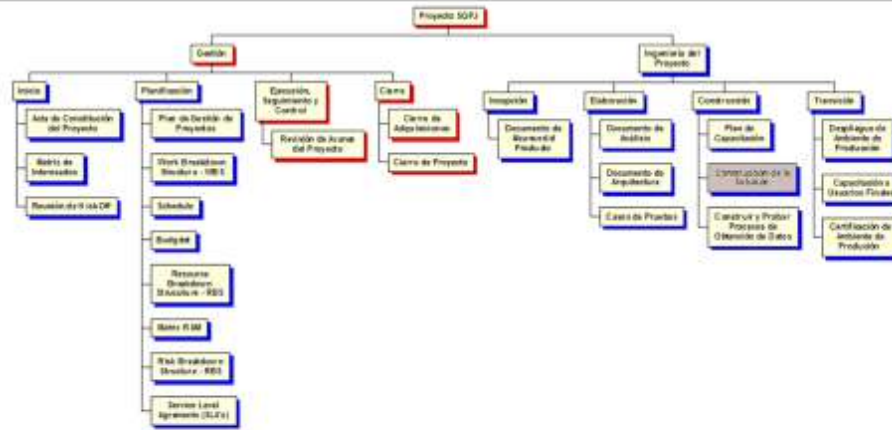 Proyecto SGPJ
Gestión
Ingeniería del
Proyecto
Inicio
Planificación
Ejecución,
Seguimiento y
Control
Cierre
Inscpción
Elaboración
Construcción
Transición
Acta de Constitución
del Proyecto
Matriz de
Interesados
Reunión de Kick Off
Plan de Gestión de
Proyectos
Work Breakdown
Structure - WBS
Schedule
Budgdet
Resource
Breakdown
Structure - RBS
Matriz RAM
Risk Breakdown
Structure - RBS
Service Level
Agreements (SLA's)
Revisión de Avance
del Proyecto
Cierre de
Adquisiciones
Cierre de Proyecto
Documento de
Alcance del
Producto
Documento de
Análisis
Documento de
Arquitectura
Casos de Pruebas
Plan de
Capacitación
Construcción de la
Solución
Construir y Probar
Procesos de
Obtención de Datos
Despliegue de
Ambiente de
Producción
Capacitación a
Usuarios Finales
Certificación de
Ambiente de
Producción